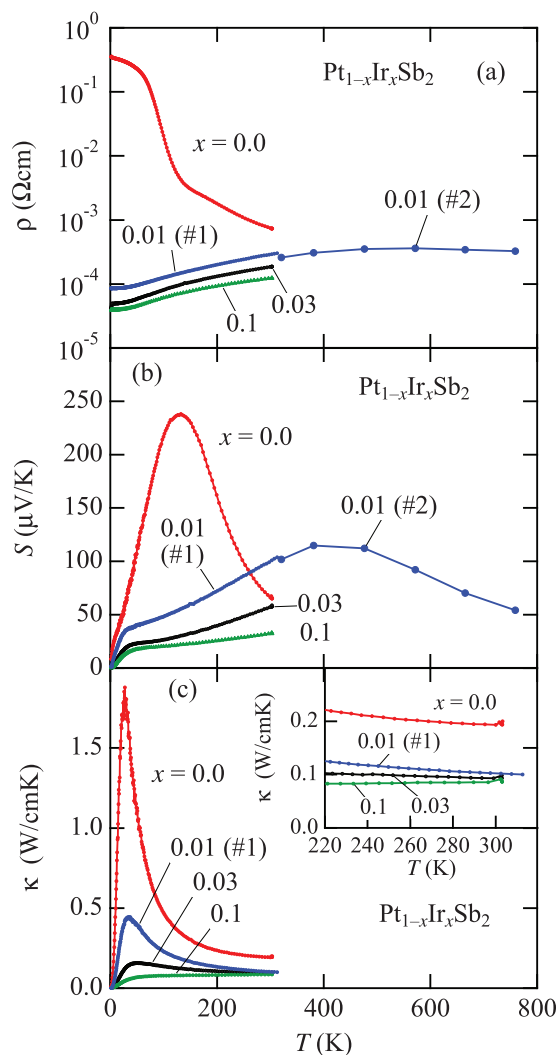 10¹
Pt₁₋ₓIrₓSb₂
(a)
10⁰
10⁻¹
10⁻²
10⁻³
10⁻⁴
10⁻⁵
ρ (Ωcm)
x = 0.0
0.01 (#2)
0.01 (#1)
0.03
0.1
(b)
Pt₁₋ₓIrₓSb₂
250
200
150
100
50
0
S (μV/K)
x = 0.0
0.01 (#2)
0.01
(#1)
0.03
0.1
(c)
1.5
1.0
0.5
0.0
κ (W/cmK)
x = 0.0
0.01 (#1)
0.03
0.1
0.2
0.1
0.0
κ (W/cmK)
x = 0.0
0.01 (#1)
0.1
0.03
220 240 260 280 300
T (K)
Pt₁₋ₓIrₓSb₂
0 200 400 600 800
T (K)